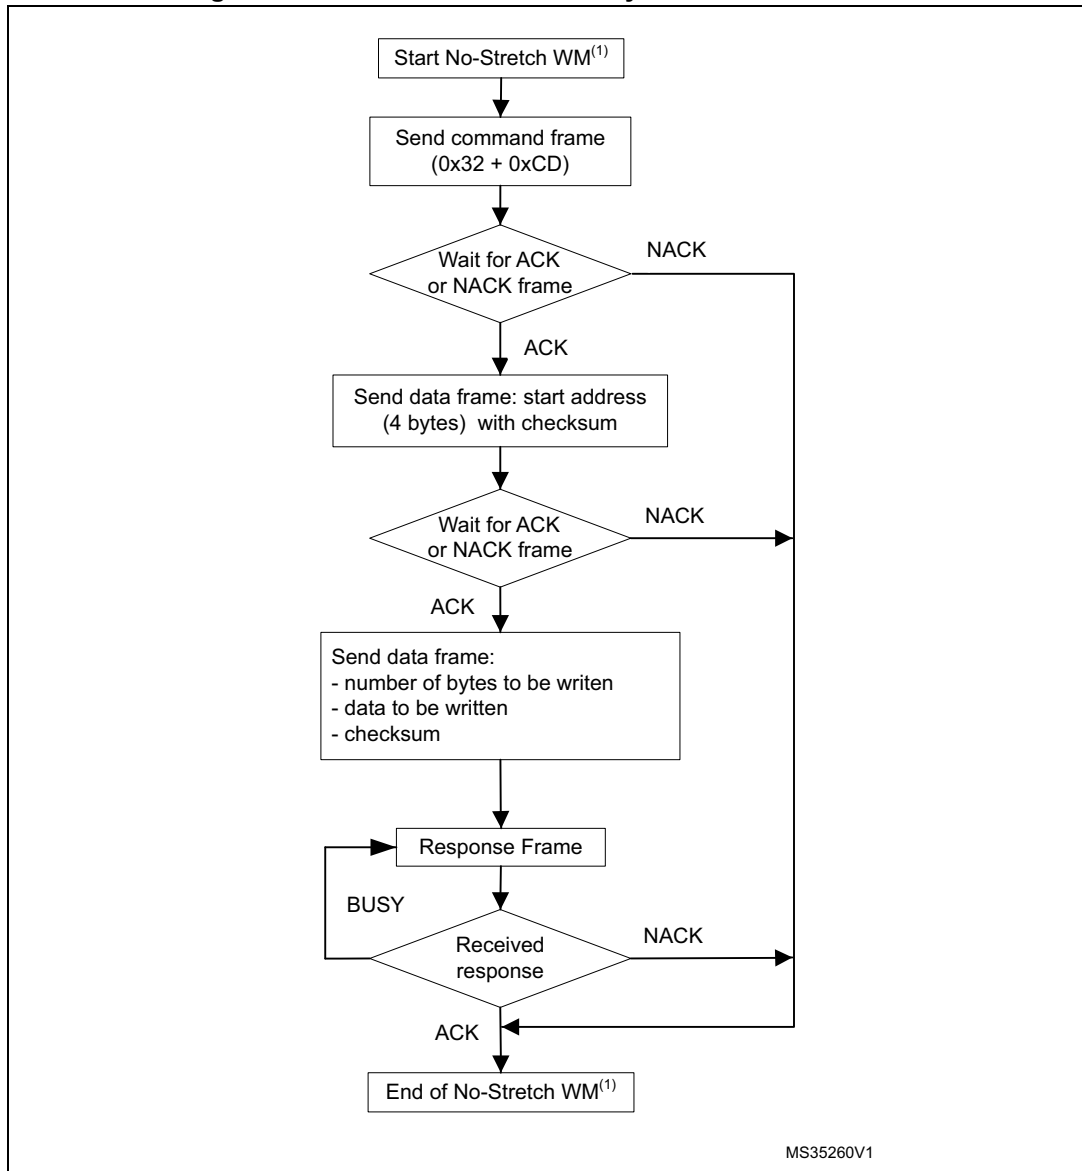 Start No-Stretch WM(1)
Send command frame
(0x32 + 0xCD)
Wait for ACK
or NACK frame
NACK
ACK
Send data frame: start address
(4 bytes) with checksum
Wait for ACK
or NACK frame
NACK
ACK
Send data frame:
- number of bytes to be writen
- data to be written
- checksum
Response Frame
BUSY
Received
response
NACK
ACK
End of No-Stretch WM(1)
MS35260V1